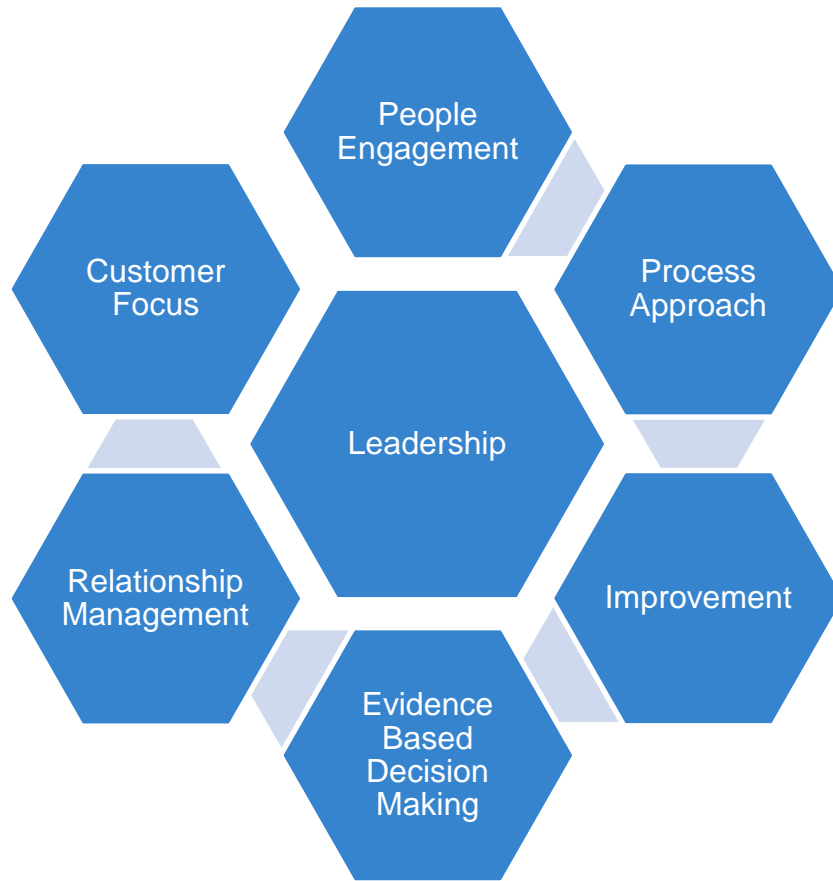 People
Engagement
Customer
Focus
Process
Approach
Leadership
Relationship
Management
Improvement
Evidence
Based
Decision
Making